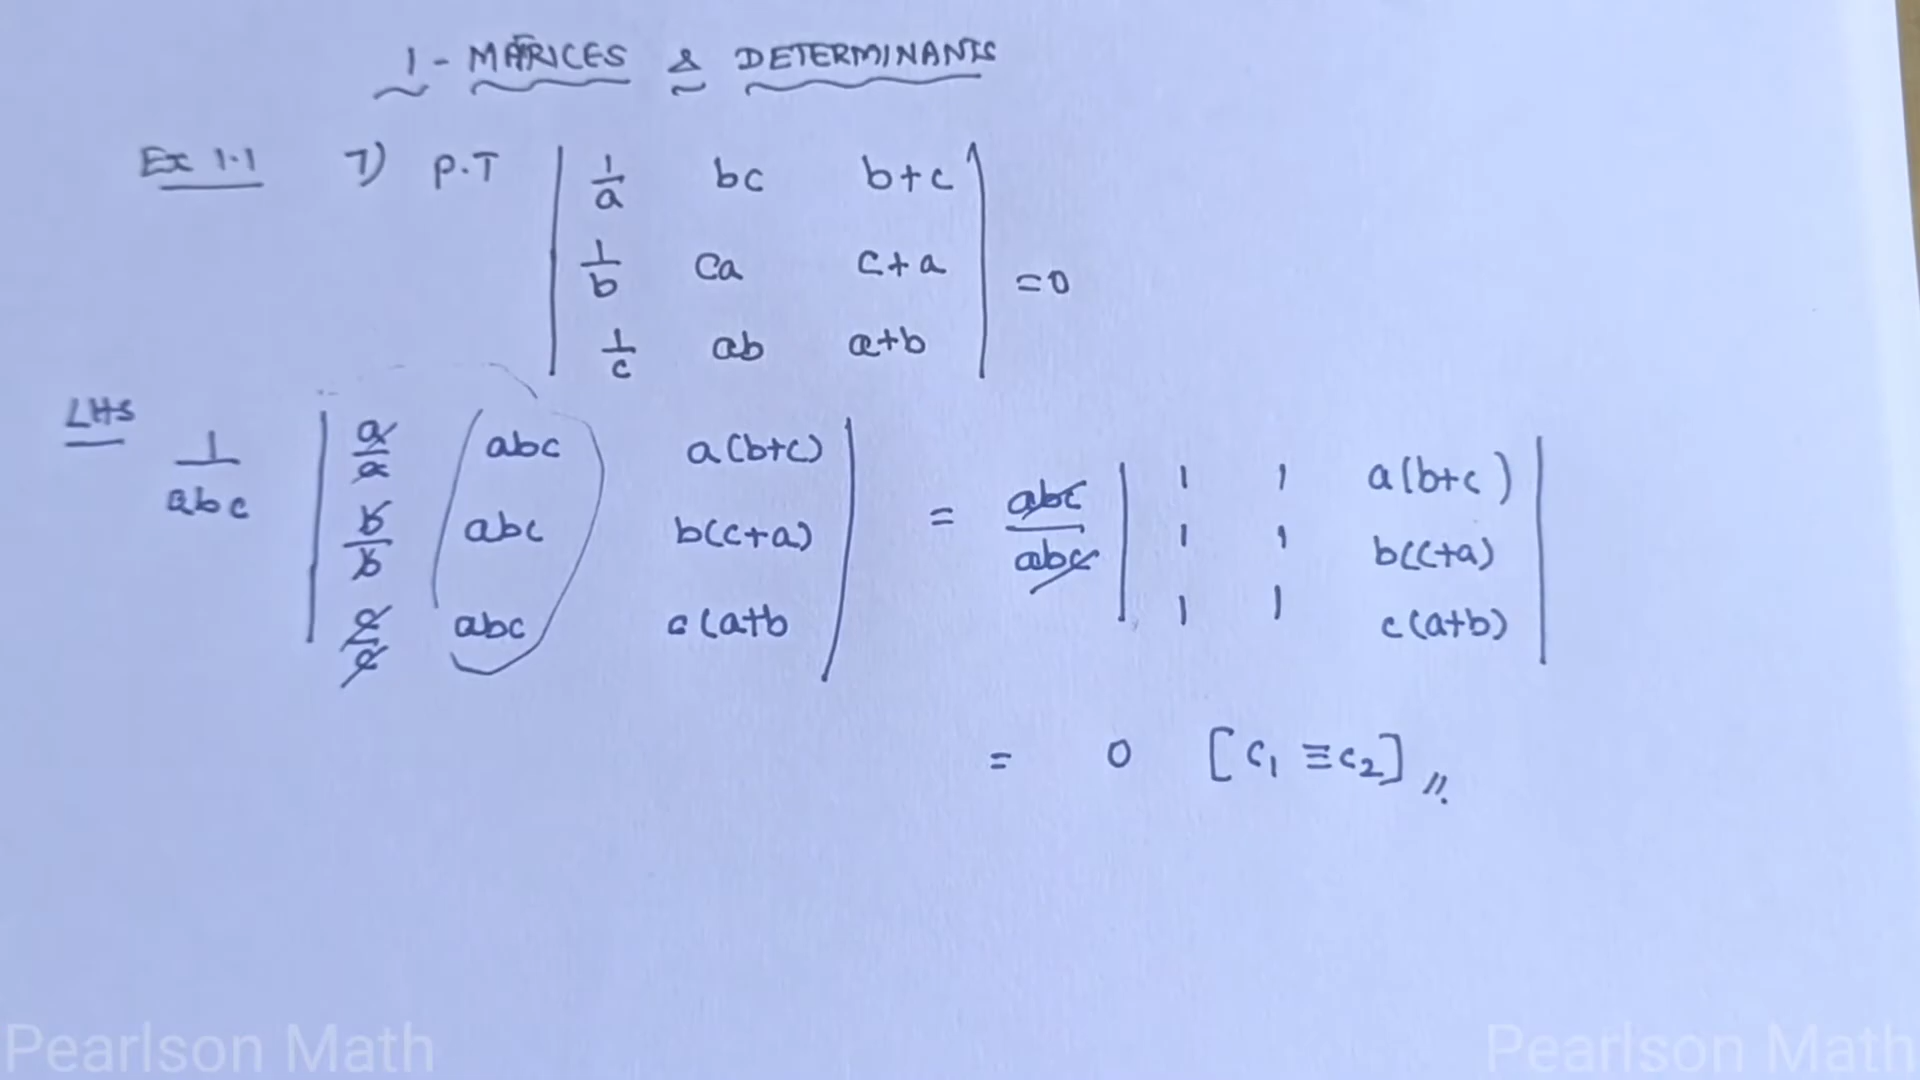 1 - MATRICES & DETERMINANTS
Ex 1.1 7) P.T | 1/a bc b+c |
| 1/b ca c+a | =0
| 1/c ab a+b |
LHS
1/abc | a/a abc a(b+c) | = abc/abc | 1 1 a(b+c) |
| b/b abc b(c+a) | | 1 1 b(c+a) |
| c/c abc c(a+b | | 1 1 c(a+b) |
= 0 [C1 ≡ C2] //.
Pearlson Math Pearlson Math